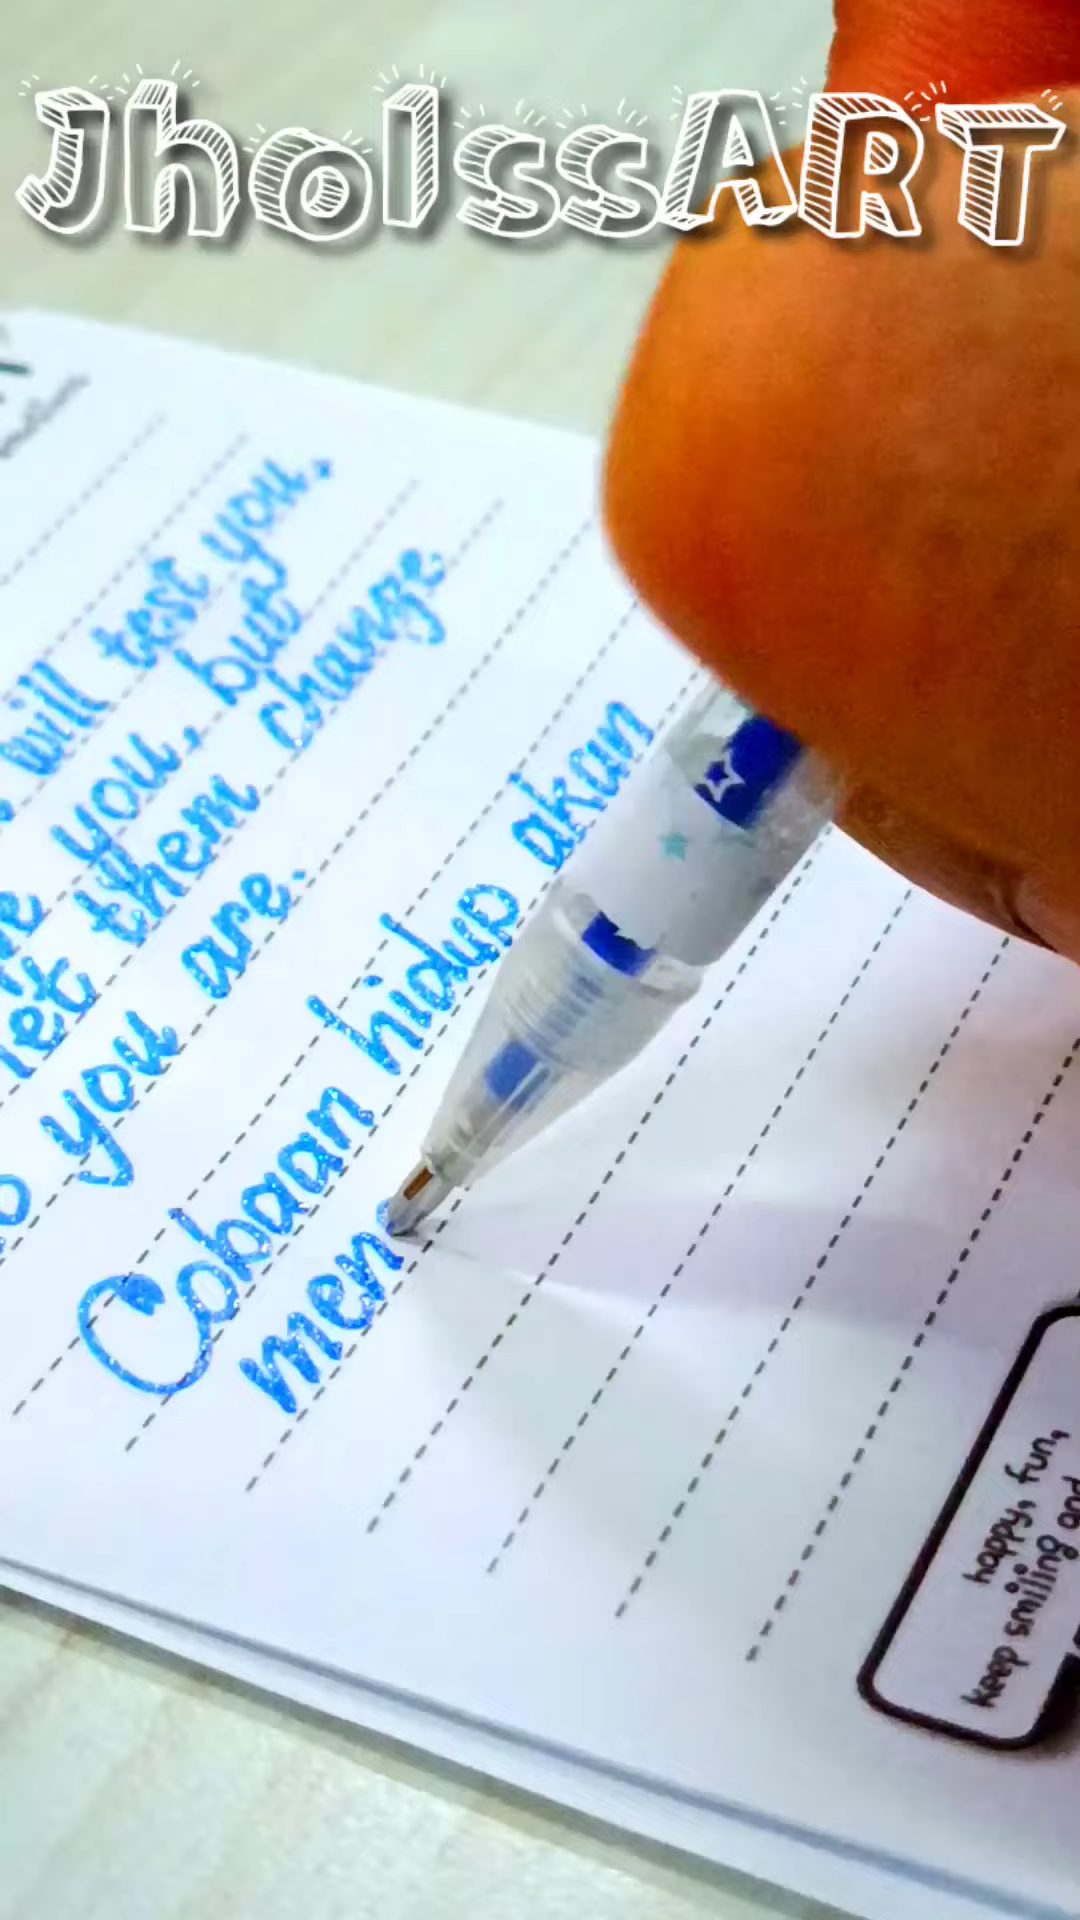 JholssART
will test you,
you, but
let them change
you are.
Cobaan hidup akan
men
happy, fun,
keep smiling and